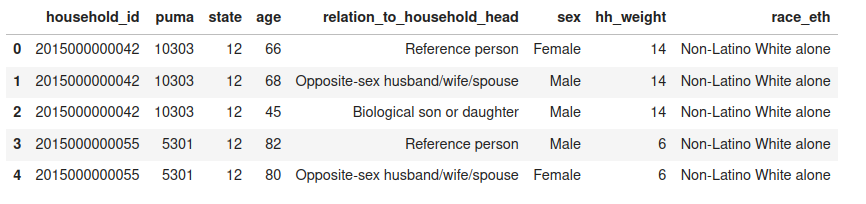 household_id puma state age relation_to_household_head sex hh_weight race_eth
0 2015000000042 10303 12 66 Reference person Female 14 Non-Latino White alone
1 2015000000042 10303 12 68 Opposite-sex husband/wife/spouse Male 14 Non-Latino White alone
2 2015000000042 10303 12 45 Biological son or daughter Male 14 Non-Latino White alone
3 2015000000055 5301 12 82 Reference person Male 6 Non-Latino White alone
4 2015000000055 5301 12 80 Opposite-sex husband/wife/spouse Female 6 Non-Latino White alone